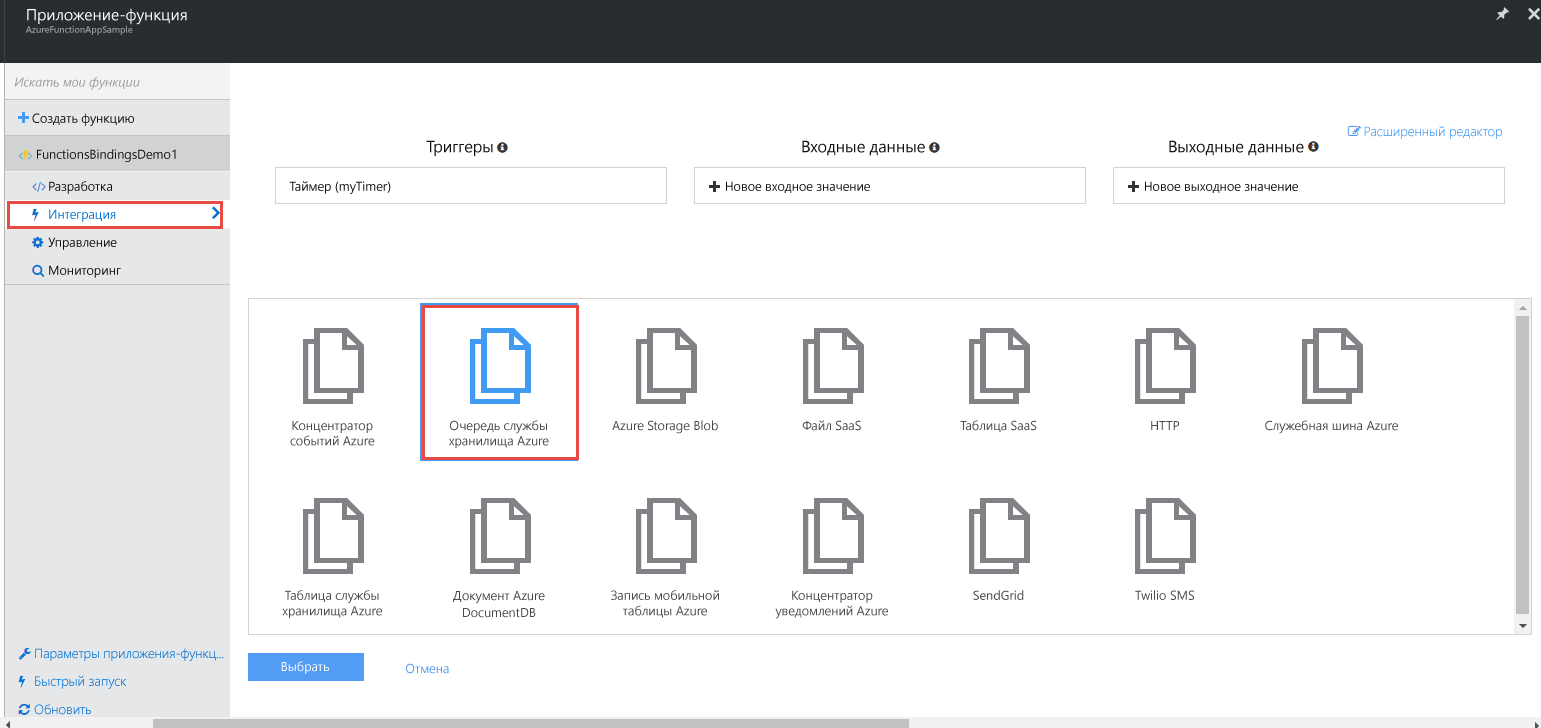 Приложение-функция
AzureFunctionAppSample
Искать мои функции
Создать функцию
FunctionsBindingsDemo1
Разработка
Интеграция
Управление
Мониторинг
Расширенный редактор
Триггеры
Входные данные
Выходные данные
Таймер (myTimer)
Новое входное значение
Новое выходное значение
Концентратор
событий Azure
Очередь службы
хранилища Azure
Azure Storage Blob
Файл SaaS
Таблица SaaS
HTTP
Служебная шина Azure
Таблица службы
хранилища Azure
Документ Azure
DocumentDB
Запись мобильной
таблицы Azure
Концентратор
уведомлений Azure
SendGrid
Twilio SMS
Выбрать
Отмена
Параметры приложения-функц...
Быстрый запуск
Обновить